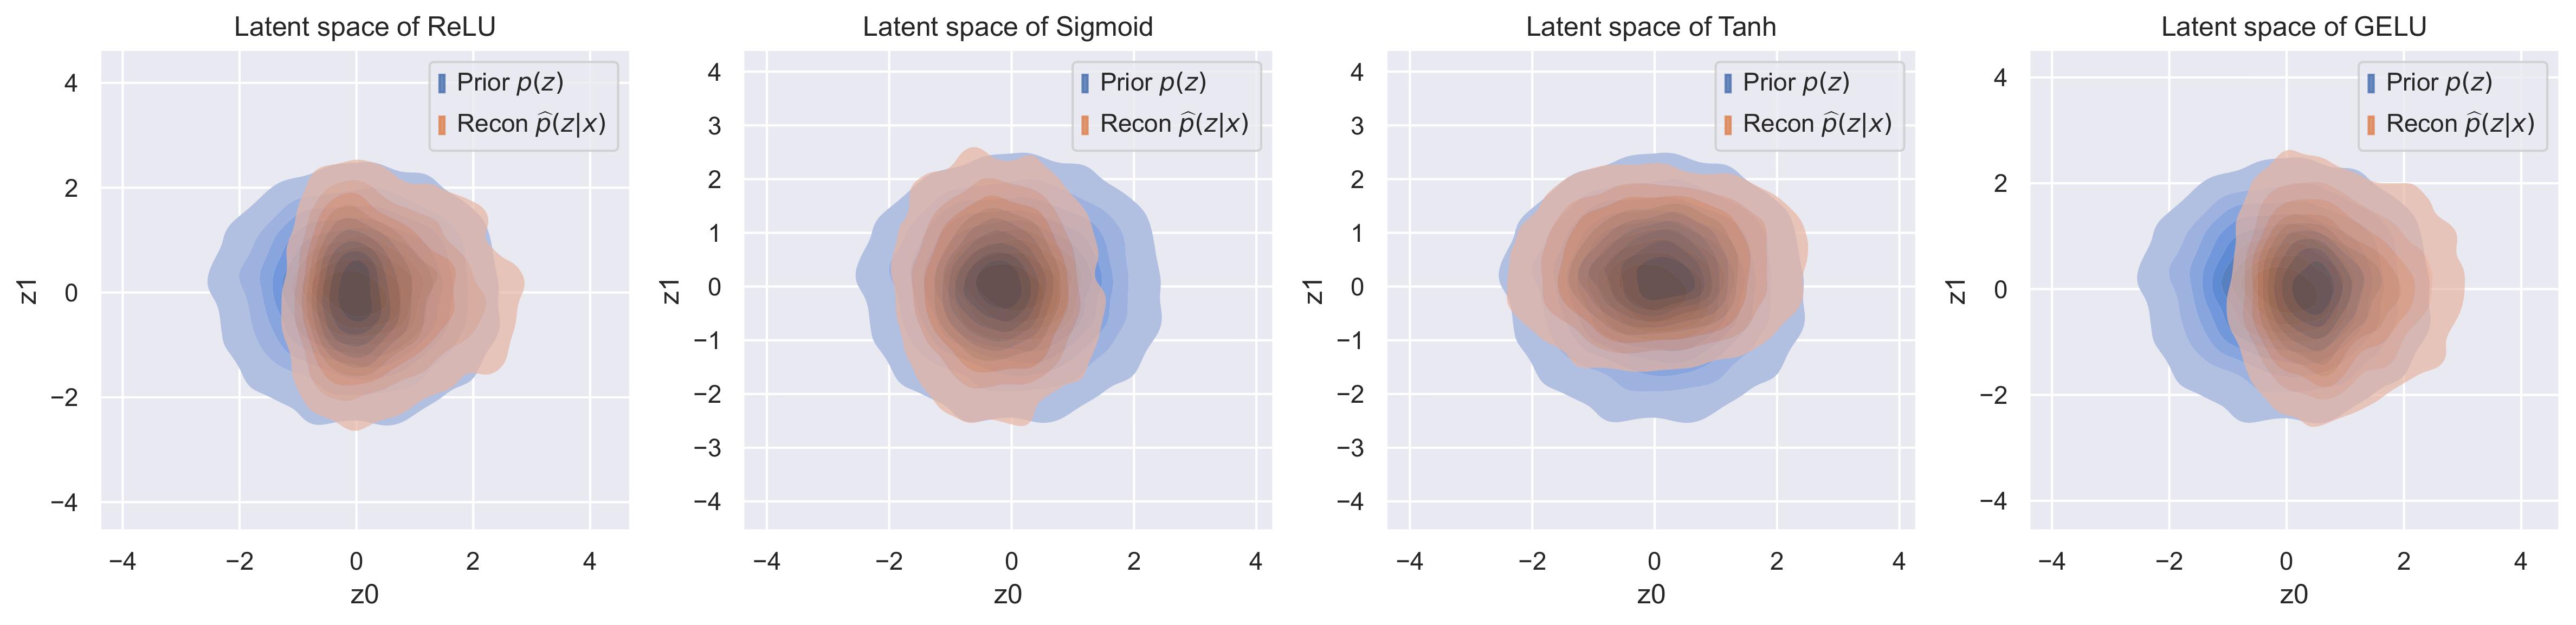 Latent space of ReLU
Prior p(z)
Recon p̂(z|x)
4
2
0
−2
−4
z1
−4 −2 0 2 4
z0
Latent space of Sigmoid
Prior p(z)
Recon p̂(z|x)
4
3
2
1
0
−1
−2
−3
−4
z1
−4 −2 0 2 4
z0
Latent space of Tanh
Prior p(z)
Recon p̂(z|x)
4
3
2
1
0
−1
−2
−3
−4
z1
−4 −2 0 2 4
z0
Latent space of GELU
Prior p(z)
Recon p̂(z|x)
4
2
0
−2
−4
z1
−4 −2 0 2 4
z0